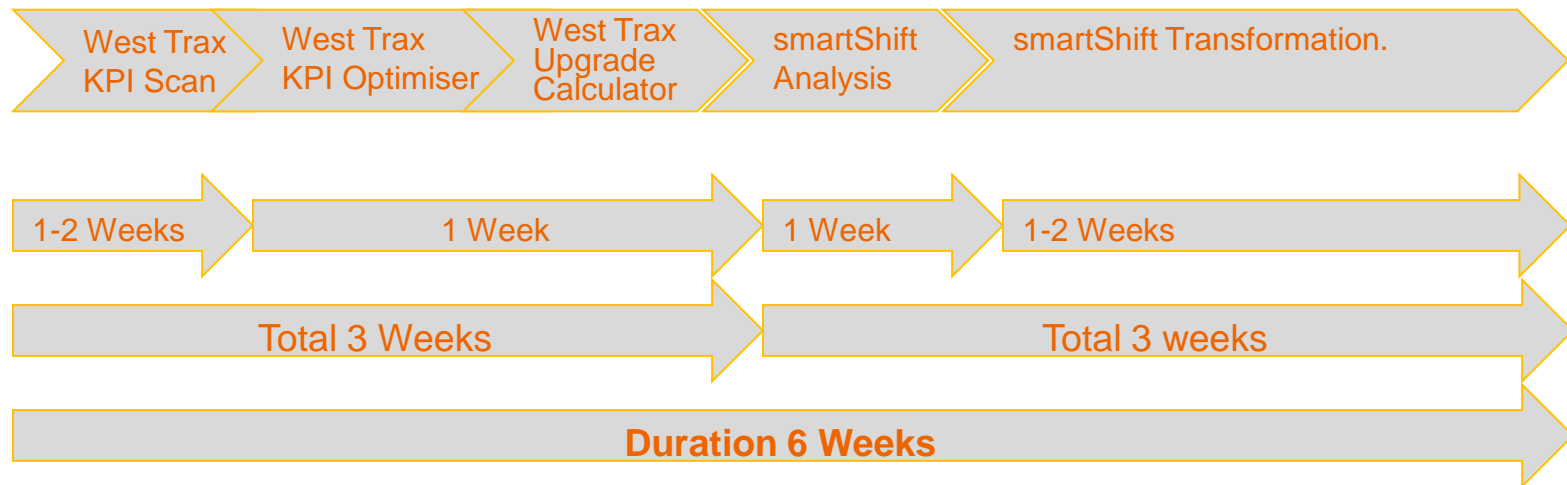 West Trax
KPI Scan
West Trax
KPI Optimiser
West Trax
Upgrade
Calculator
smartShift
Analysis
smartShift Transformation.
1-2 Weeks
1 Week
1 Week
1-2 Weeks
Total 3 Weeks
Total 3 weeks
Duration 6 Weeks